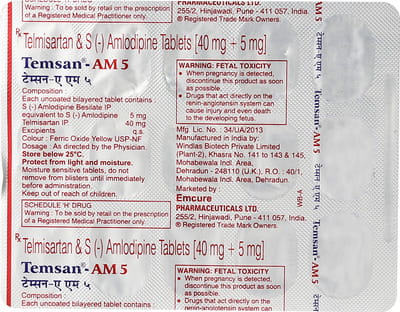 Warning : To be sold by retail on the prescription
of a Registered Medical Practitioner only.
PHARMACEUTICALS LTD.
255/2, Hinjawadi, Pune - 411 057, INDIA.
® Registered Trade Mark Owners.
Rx Telmisartan & S (-) Amlodipine Tablets [40 mg + 5 mg]
Temsan®-AM 5
टेम्सन-ए एम ५
Composition :
Each uncoated bilayered tablet contains
S (-) Amlodipine Besilate IP
equivalent to S (-) Amlodipine 5 mg
Telmisartan IP 40 mg
Excipients q.s.
Colour : Ferric Oxide Yellow USP-NF
Dosage : As directed by the Physician.
Store below 25°C.
Protect from light and moisture.
Moisture sensitive tablets, do not
remove from blisters until immediately
before administration.
Keep out of reach of children.
SCHEDULE 'H' DRUG
Warning : To be sold by retail on the prescription
of a Registered Medical Practitioner only.
WARNING: FETAL TOXICITY
• When pregnancy is detected,
discontinue this product as soon
as possible.
• Drugs that act directly on the
renin-angiotensin system can
cause injury and even death
to the developing fetus.
Mfg Lic. No. : 34/UA/2013
Manufactured in india by:
Windlas Biotech Private Limited
(Plant-2), Khasra No. 141 to 143 & 145,
Mohabewala Indl. Area,
Dehradun - 248110 (U.K.), R.O. : 40/1,
Mohabewala Indl. Area, Dehradun.
Marketed by :
Emcure
PHARMACEUTICALS LTD.
255/2, Hinjawadi, Pune - 411 057, INDIA.
® Registered Trade Mark Owners.
WB-A
Temsan®-AM 5
टेम्सन-ए एम ५
Rx Telmisartan & S (-) Amlodipine Tablets [40 mg + 5 mg]
Temsan®-AM 5
टेम्सन-ए एम ५
Composition :
Each uncoated bilayered tablet contains
WARNING: FETAL TOXICITY
• When pregnancy is detected,
discontinue this product as soon
as possible.
• Drugs that act directly on the